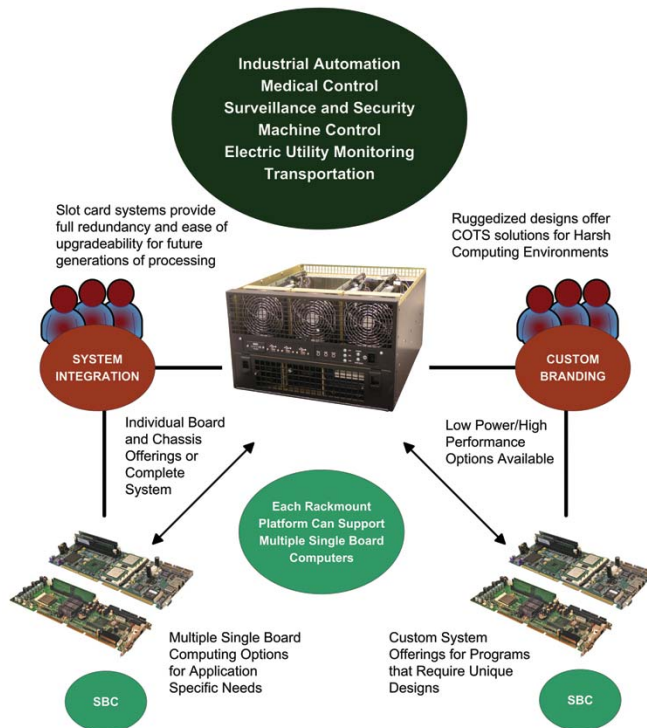 Industrial Automation
Medical Control
Surveillance and Security
Machine Control
Electric Utility Monitoring
Transportation
Slot card systems provide
full redundancy and ease of
upgradeability for future
generations of processing
Ruggedized designs offer
COTS solutions for Harsh
Computing Environments
SYSTEM
INTEGRATION
CUSTOM
BRANDING
Individual Board
and Chassis
Offerings or
Complete
System
Low Power/High
Performance
Options Available
Each Rackmount
Platform Can Support
Multiple Single Board
Computers
Multiple Single Board
Computing Options
for Application
Specific Needs
Custom System
Offerings for Programs
that Require Unique
Designs
SBC
SBC